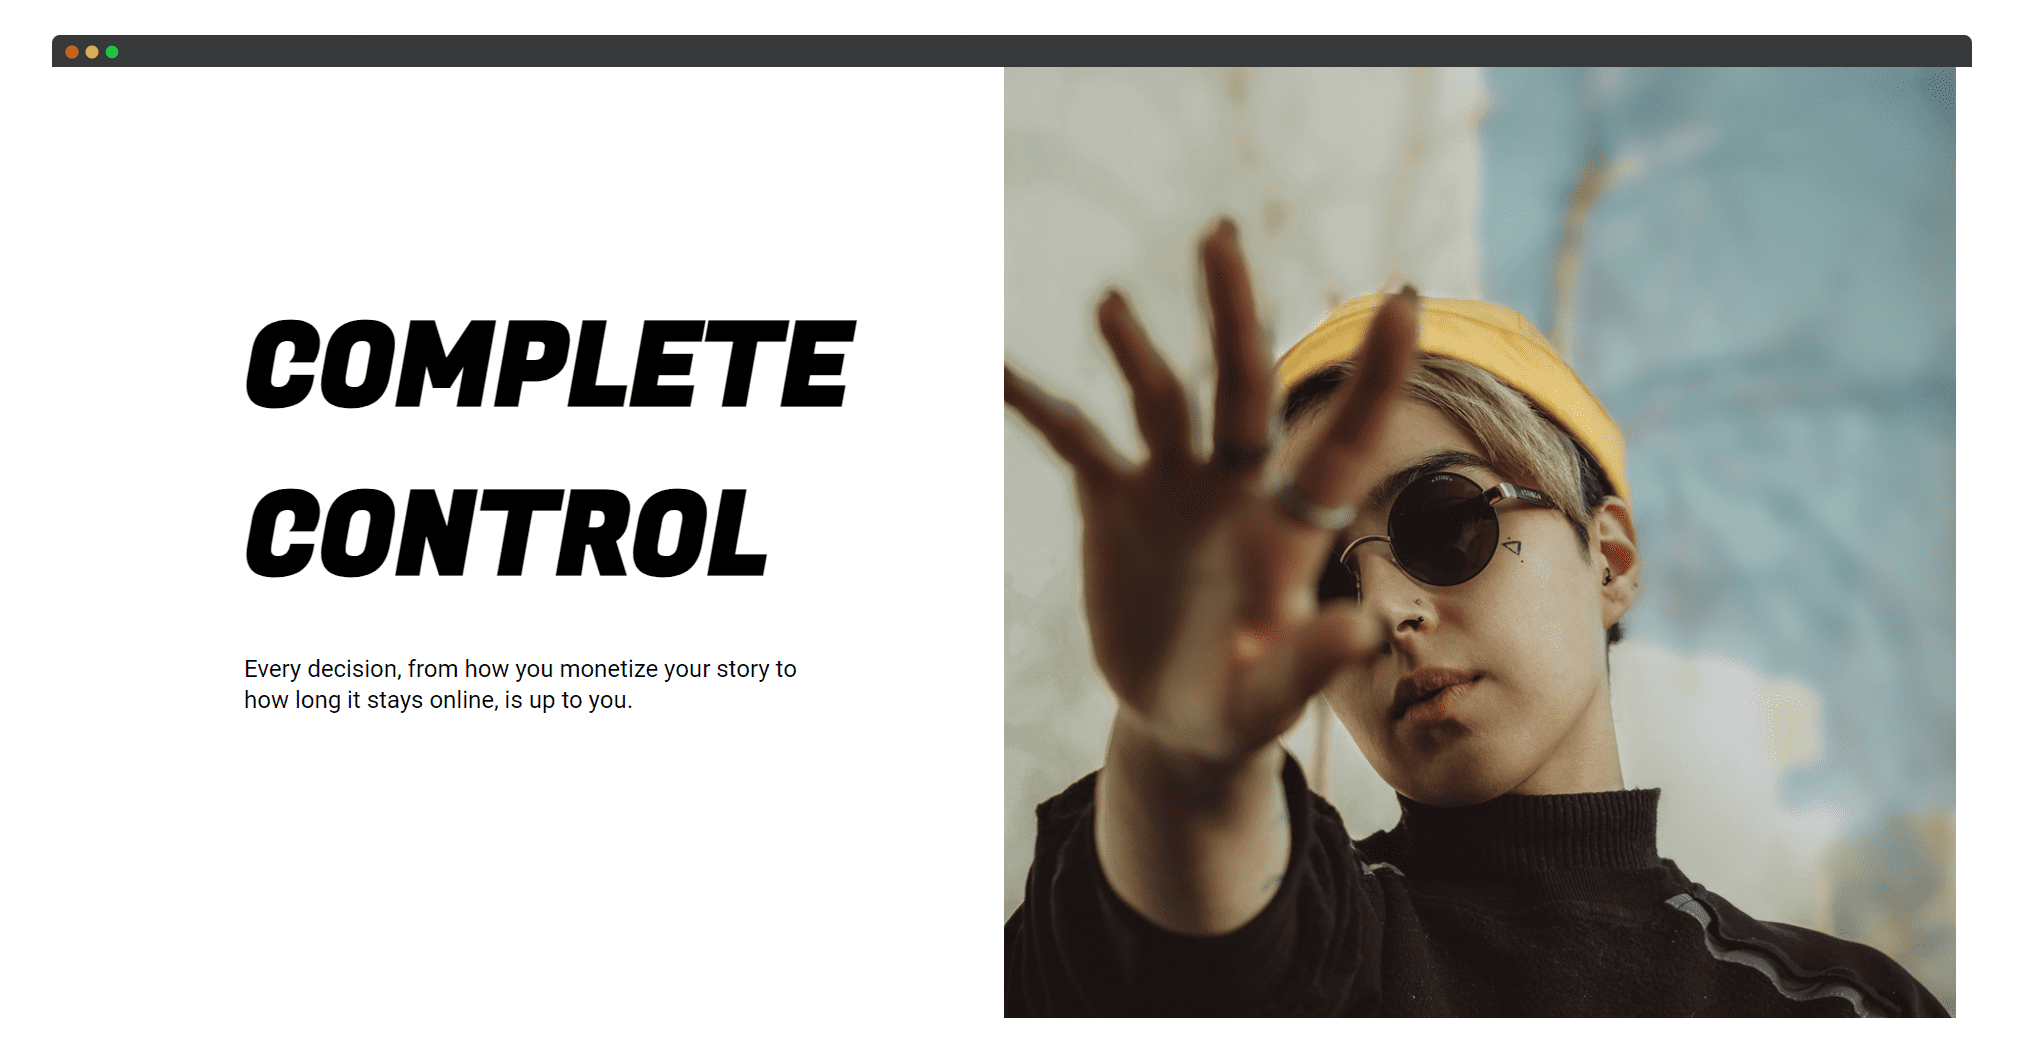 COMPLETE
CONTROL
Every decision, from how you monetize your story to
how long it stays online, is up to you.